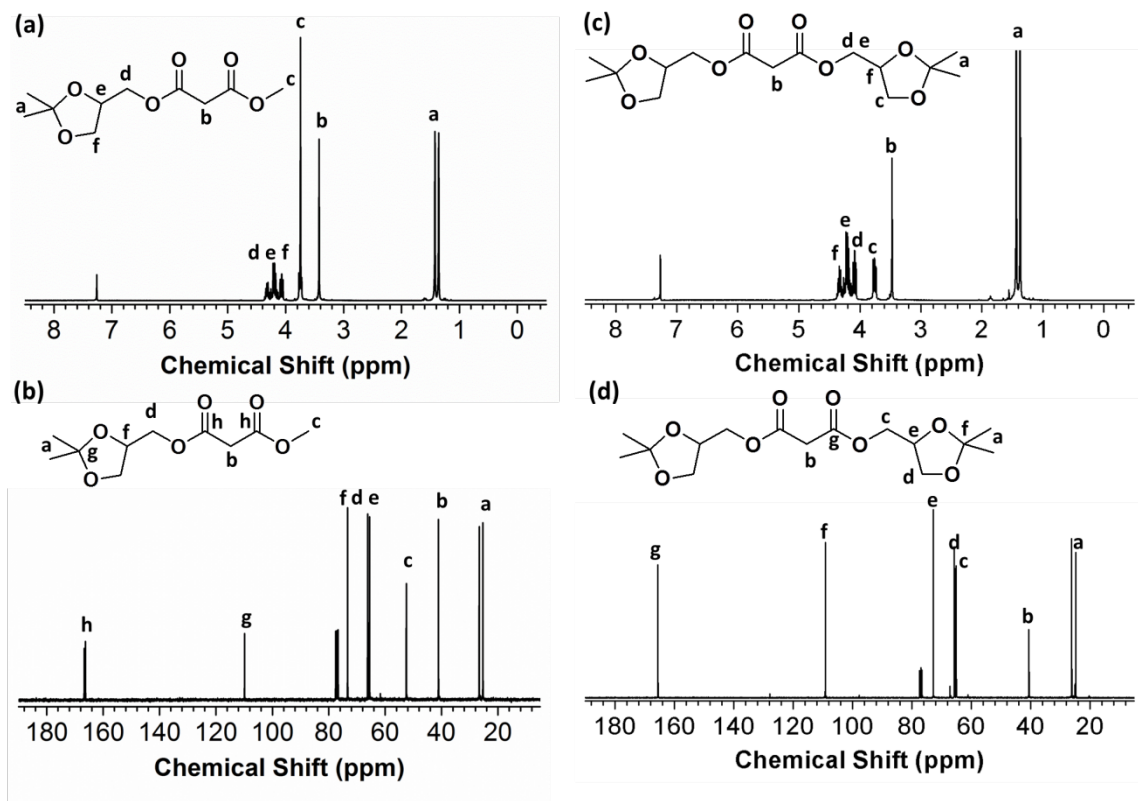 (a)
c
O O
d
O e c
a O O
b
O f
b
a
d e f
8 7 6 5 4 3 2 1 0
Chemical Shift (ppm)
(c)
a
O O
d e
O O
O O f a
b
O c O
b
e
f d c
8 7 6 5 4 3 2 1 0
Chemical Shift (ppm)
(b)
O O
d
O f h h c
a g O O
b
O
f d e b a
c
h g
180 160 140 120 100 80 60 40 20
Chemical Shift (ppm)
(d)
O O
c
O O f
O O e a
g
b
O d O
e
f
g d a
c
b
180 160 140 120 100 80 60 40 20
Chemical Shift (ppm)